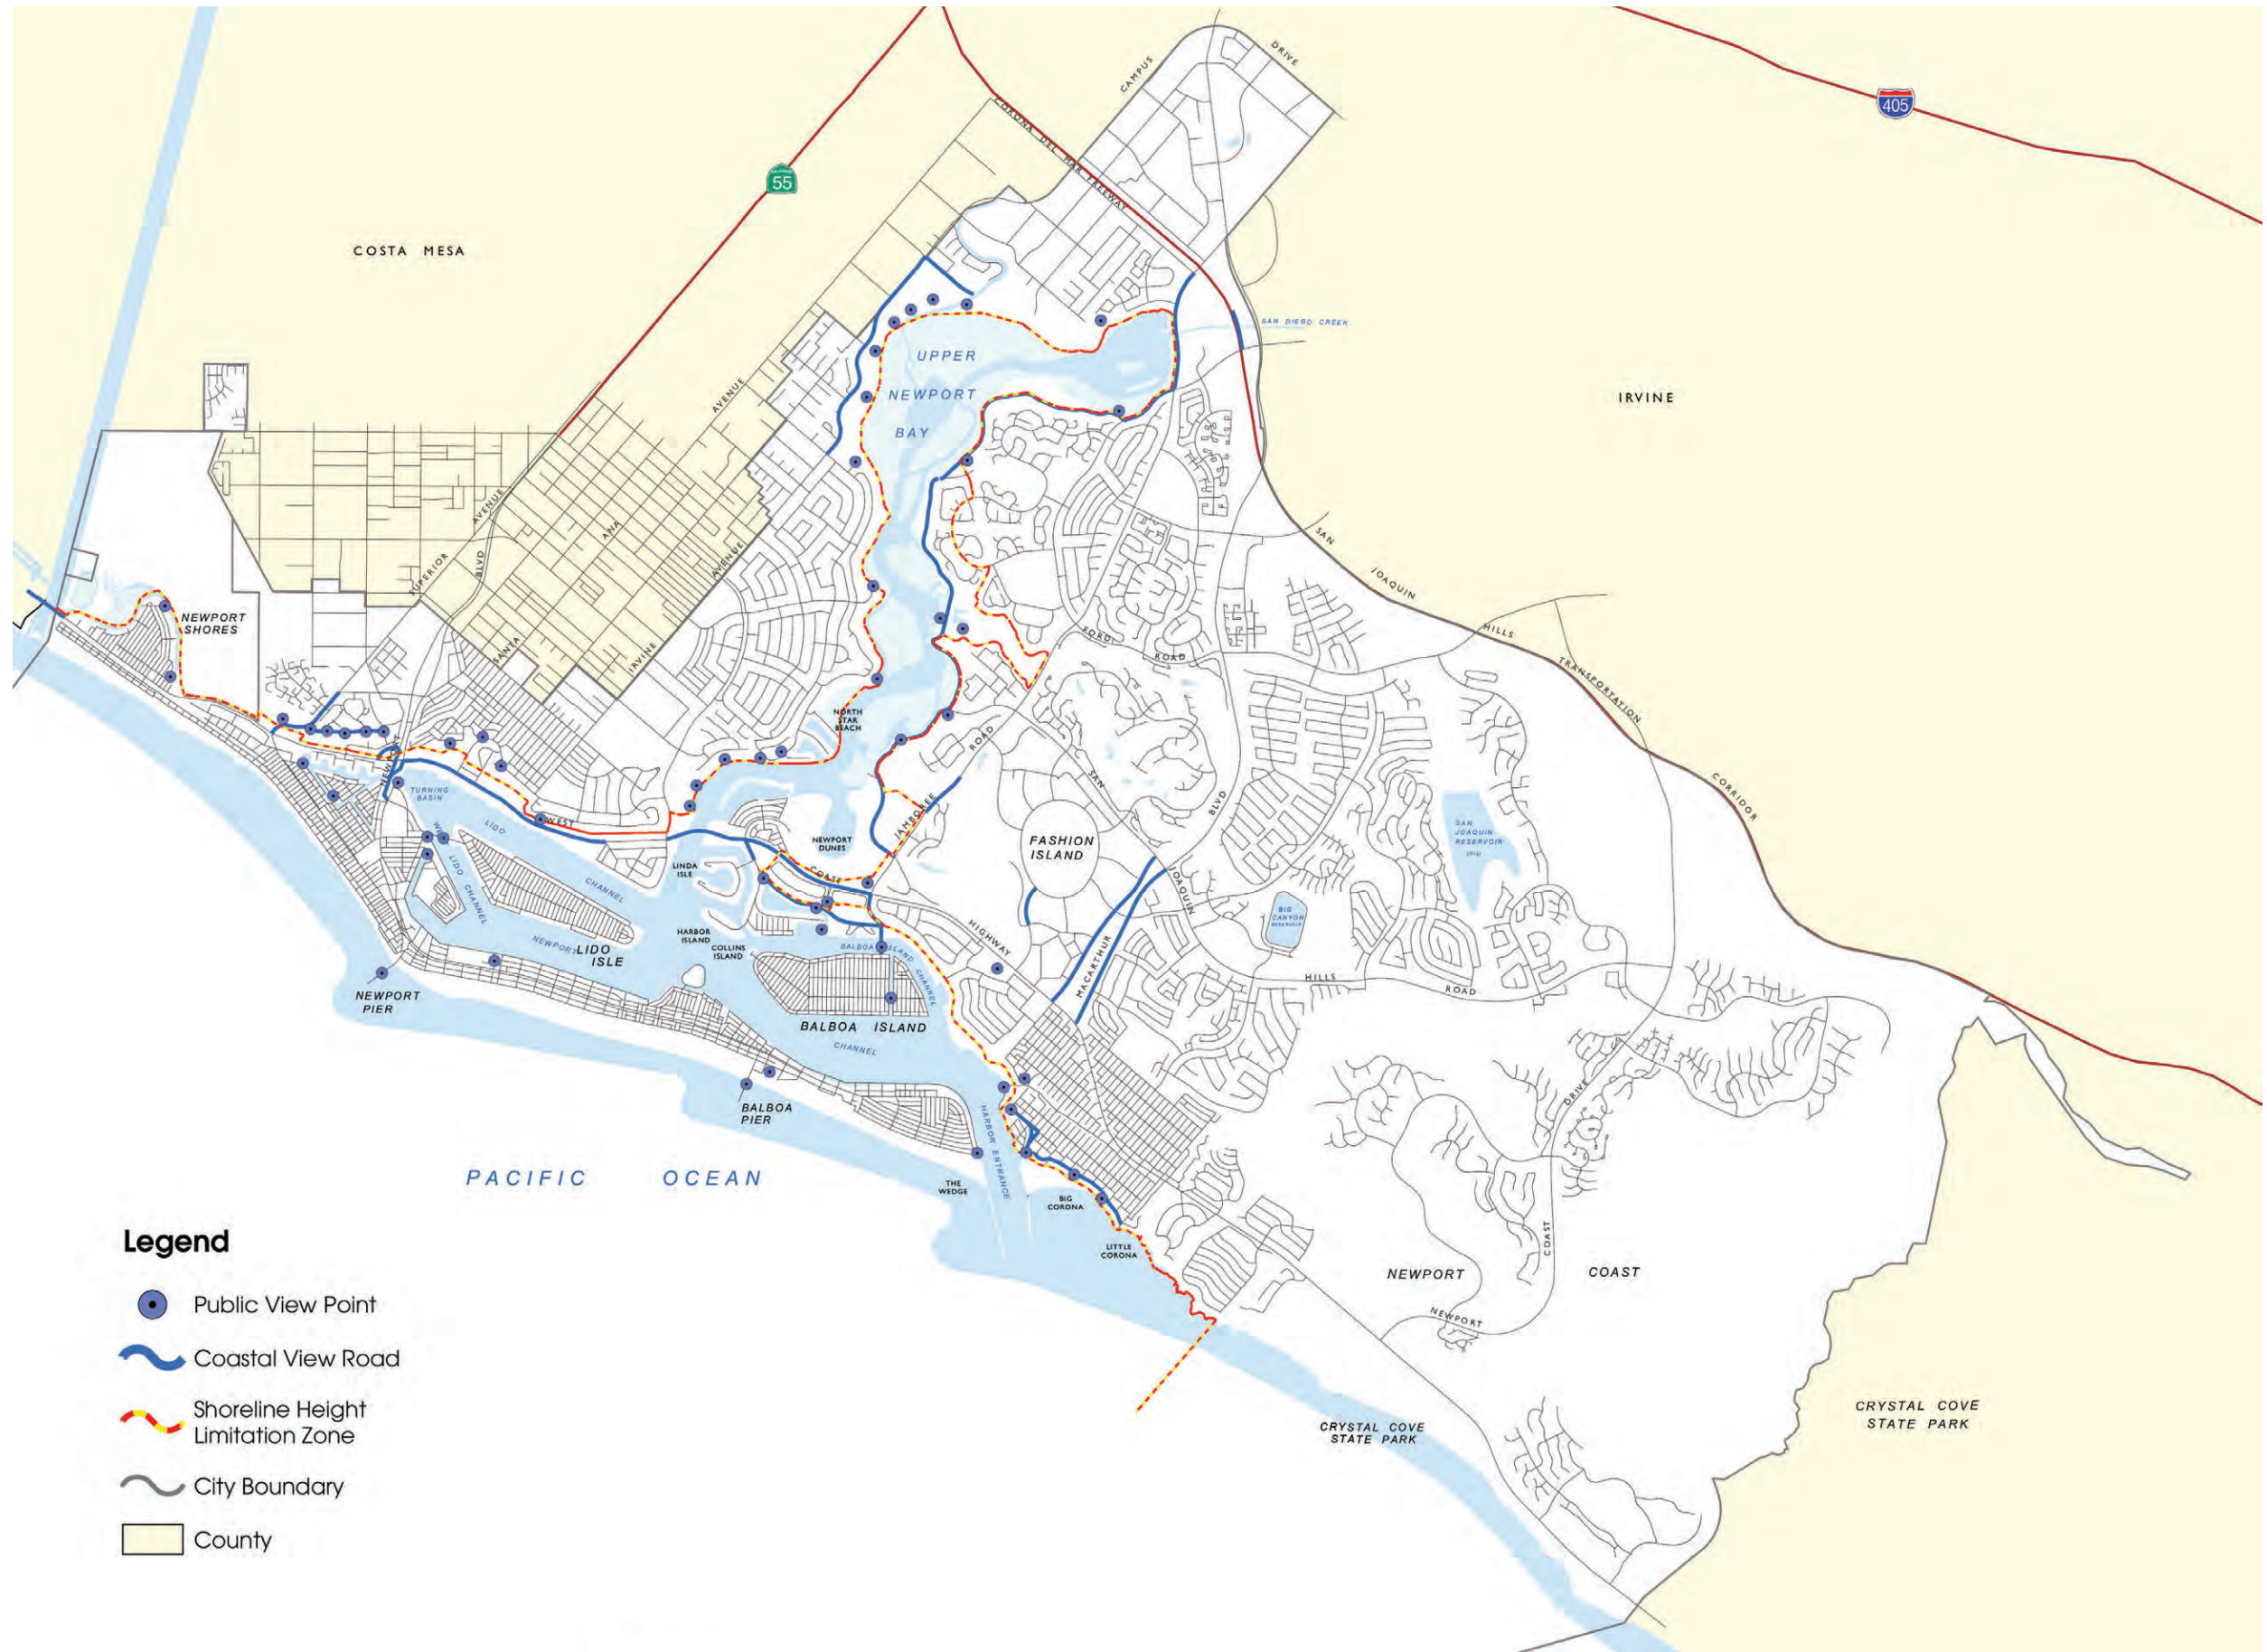 CAMPUS
DRIVE
CORONA DEL MAR FREEWAY
405
55
COSTA MESA
SAN DIEGO CREEK
UPPER
NEWPORT
BAY
IRVINE
AVENUE
AVENUE
SUPERIOR
BLVD
ANA
AVENUE
SANTA
IRVINE
NEWPORT
SHORES
SAN
JOAQUIN
HILLS
TRANSPORTATION
CORRIDOR
FORD
ROAD
NORTH
STAR
BEACH
ROAD
SAN
JAMBOREE
BLVD
NEWPORT
TURNING
BASIN
LIDO
WEST
CHANNEL
LIDO CHANNEL
WEST
LINDA
ISLE
NEWPORT
DUNES
COAST
FASHION
ISLAND
JOAQUIN
SAN
JOAQUIN
RESERVOIR
BIG
CANYON
RESERVOIR
HARBOR
ISLAND
COLLINS
ISLAND
BALBOA ISLAND CHANNEL
HIGHWAY
MACARTHUR
HILLS
ROAD
NEWPORT
LIDO
ISLE
NEWPORT
PIER
BALBOA ISLAND
CHANNEL
BALBOA
PIER
HARBOR ENTRANCE
DRIVE
COAST
PACIFIC OCEAN
THE
WEDGE
BIG
CORONA
LITTLE
CORONA
NEWPORT COAST
NEWPORT
CRYSTAL COVE
STATE PARK
CRYSTAL COVE
STATE PARK
Legend
Public View Point
Coastal View Road
Shoreline Height
Limitation Zone
City Boundary
County